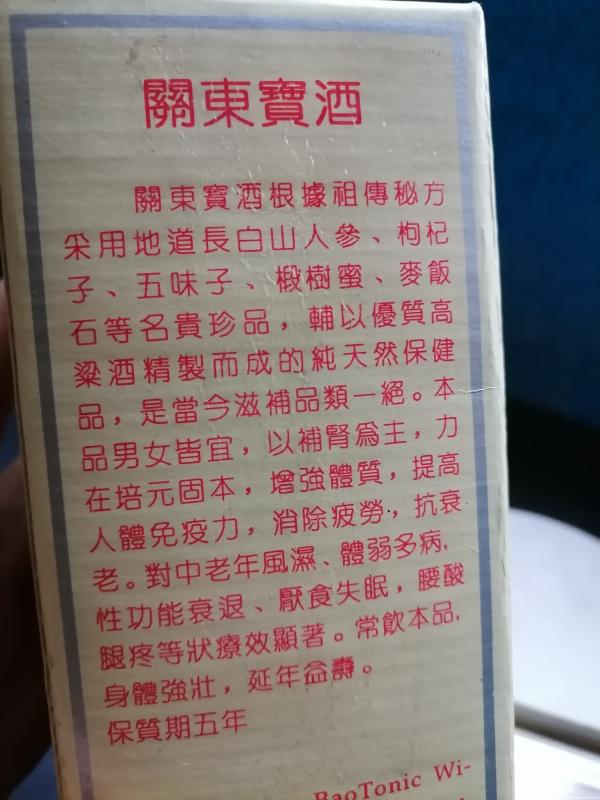 關東寶酒
關東寶酒根據祖傳秘方
采用地道長白山人參、枸杞
子、五味子、椴樹蜜、麥飯
石等名貴珍品，輔以優質高
粱酒精製而成的純天然保健
品，是當今滋補品類一絕。本
品男女皆宜，以補腎爲主，力
在培元固本，增強體質，提高
人體免疫力，消除疲勞，抗衰
老。對中老年風濕、體弱多病，
性功能衰退、厭食失眠，腰酸
腿疼等狀療效顯著。常飲本品，
身體強壯，延年益壽。
保質期五年
BaoTonic Wi-